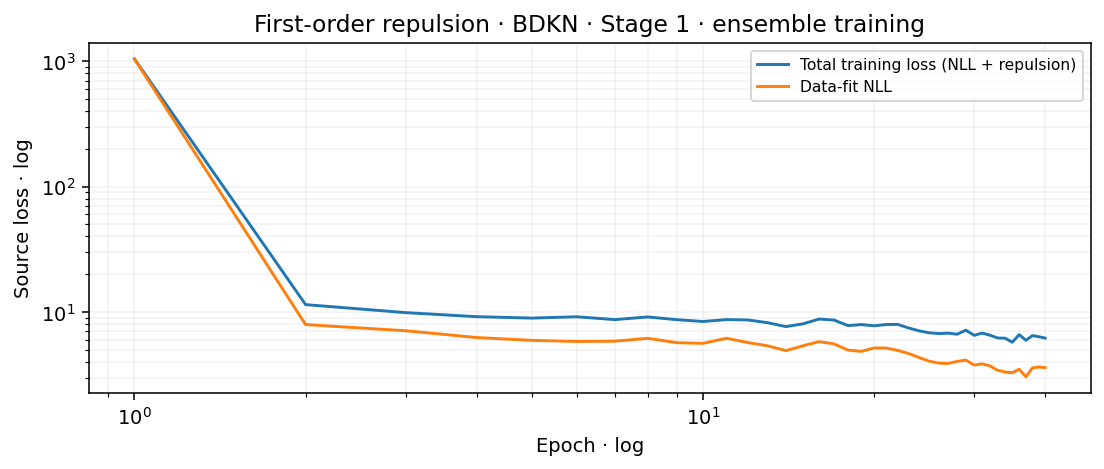 First-order repulsion · BDKN · Stage 1 · ensemble training
Total training loss (NLL + repulsion)
Data-fit NLL
Source loss · log
10³
10²
10¹
10⁰
10¹
Epoch · log